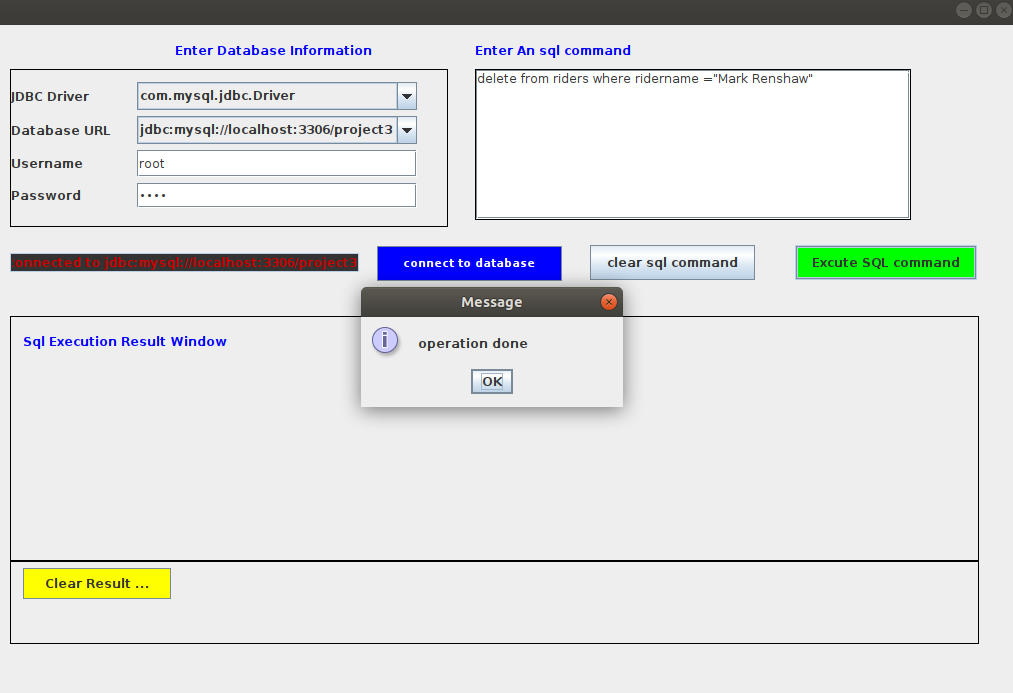 Enter Database Information
Enter An sql command
JDBC Driver
com.mysql.jdbc.Driver
Database URL
jdbc:mysql://localhost:3306/project3
Username
root
Password
••••
delete from riders where ridername ="Mark Renshaw"
connected to jdbc:mysql://localhost:3306/project3
connect to database
clear sql command
Excute SQL command
Message
i
operation done
OK
Sql Execution Result Window
Clear Result ...